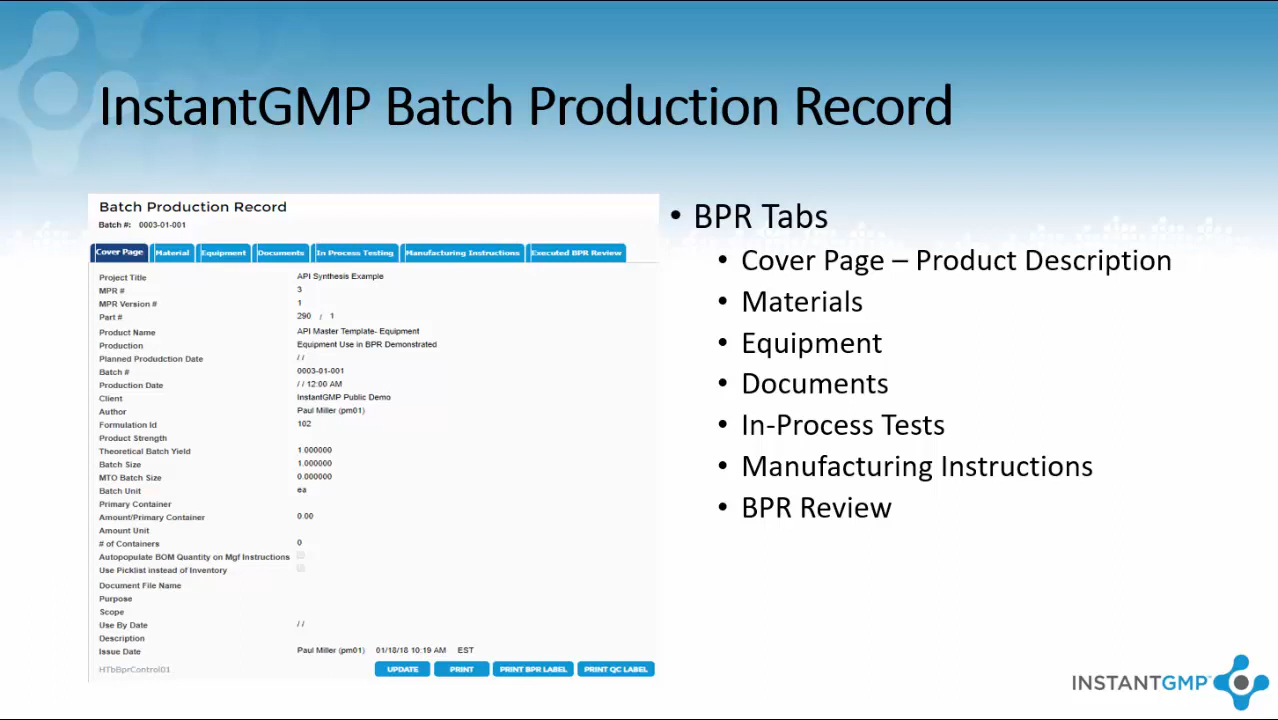 InstantGMP Batch Production Record
Batch Production Record
Batch #: 0003-01-001
Cover Page Material Equipment Documents In Process Testing Manufacturing Instructions Executed BPR Review
Project Title API Synthesis Example
MPR # 3
MPR Version # 1
Part # 290 / 1
Product Name API Master Template- Equipment
Production Equipment Use in BPR Demonstrated
Planned Produdction Date / /
Batch # 0003-01-001
Production Date / / 12:00 AM
Client InstantGMP Public Demo
Author Paul Miller (pm01)
Formulation Id 102
Product Strength
Theoretical Batch Yield 1.000000
Batch Size 1.000000
MTO Batch Size 0.000000
Batch Unit ea
Primary Container
Amount/Primary Container 0.00
Amount Unit
# of Containers 0
Autopopulate BOM Quantity on Mgf Instructions
Use Picklist instead of Inventory
Document File Name
Purpose
Scope
Use By Date / /
Description
Issue Date Paul Miller (pm01) 01/18/18 10:19 AM EST
HTbBprControl01 UPDATE PRINT PRINT BPR LABEL PRINT QC LABEL
• BPR Tabs
• Cover Page – Product Description
• Materials
• Equipment
• Documents
• In-Process Tests
• Manufacturing Instructions
• BPR Review
INSTANTGMP™